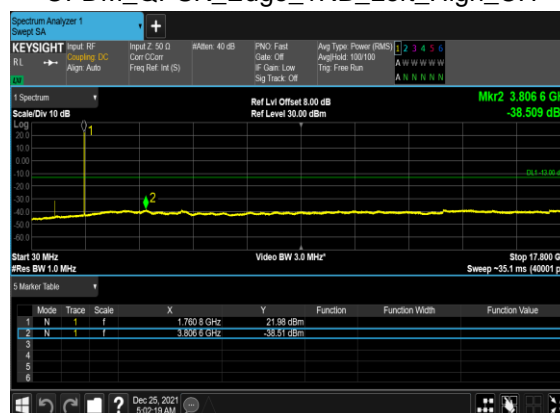 Spectrum Analyzer 1
Swept SA
+
KEYSIGHT
RL
Input: RF
Coupling: DC
Align: Auto
Input Z: 50 Ω
Corr CCorr
Freq Ref: Int (S)
#Atten: 40 dB
PNO: Fast
Gate: Off
IF Gain: Low
Sig Track: Off
Avg Type: Power (RMS)
Avg|Hold: 100/100
Trig: Free Run
1 2 3 4 5 6
A W W W W W
A N N N N N
1 Spectrum
Scale/Div 10 dB
Ref Lvl Offset 8.00 dB
Ref Level 30.00 dBm
Mkr2 3.806 6
-38.509
Log
20.0
10.0
0.00
-10.0
-20.0
-30.0
-40.0
-50.0
-60.0
1
2
DL1 -13.00
Start 30 MHz
#Res BW 1.0 MHz
Video BW 3.0 MHz*
Stop 17.800
Sweep ~35.1 ms (40001
5 Marker Table
Mode Trace Scale X Y Function Function Width Function Value
1 N 1 f 1.760 8 GHz 21.98 dBm
2 N 1 f 3.806 6 GHz -38.51 dBm
3
4
5
6
?
Dec 25, 2021
5:02:19 AM